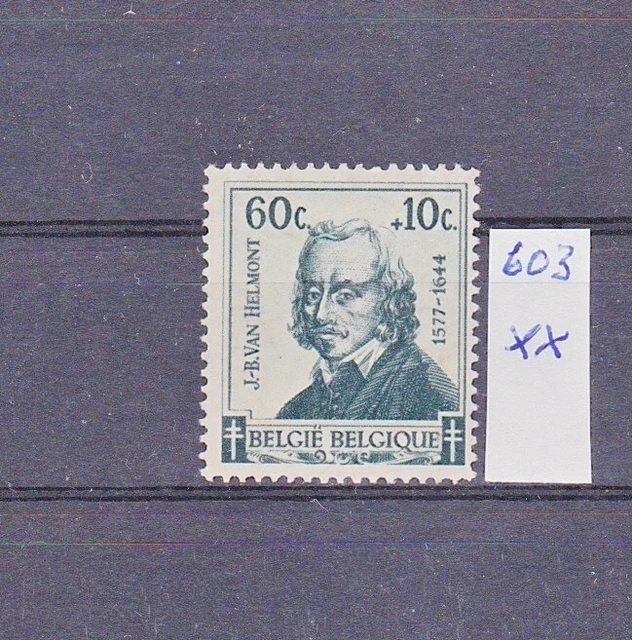 60c. +10c.
J.-B. VAN HELMONT
1577-1644
BELGIË BELGIQUE
603
XX